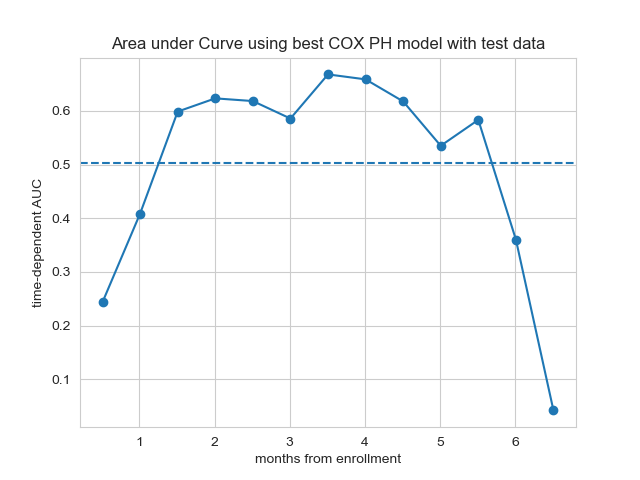 Area under Curve using best COX PH model with test data
time-dependent AUC
0.6
0.5
0.4
0.3
0.2
0.1
1 2 3 4 5 6
months from enrollment